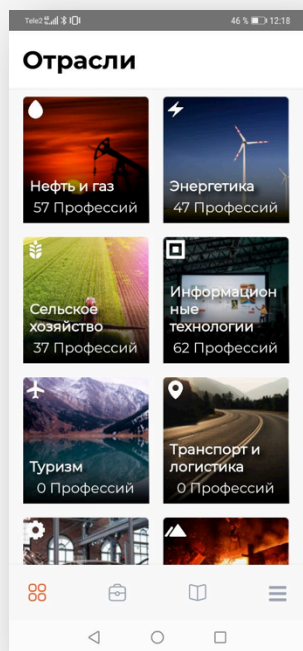 Tele2 46 % 12:18
Отрасли
Нефть и газ
57 Профессий
Энергетика
47 Профессий
Сельское
хозяйство
37 Профессий
Информацион
ные
технологии
62 Профессий
Туризм
0 Профессий
Транспорт и
логистика
0 Профессий